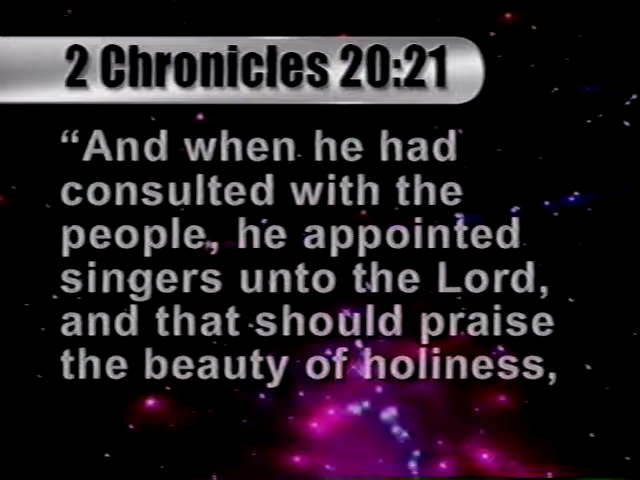 2 Chronicles 20:21
“And when he had
consulted with the
people, he appointed
singers unto the Lord,
and that should praise
the beauty of holiness,